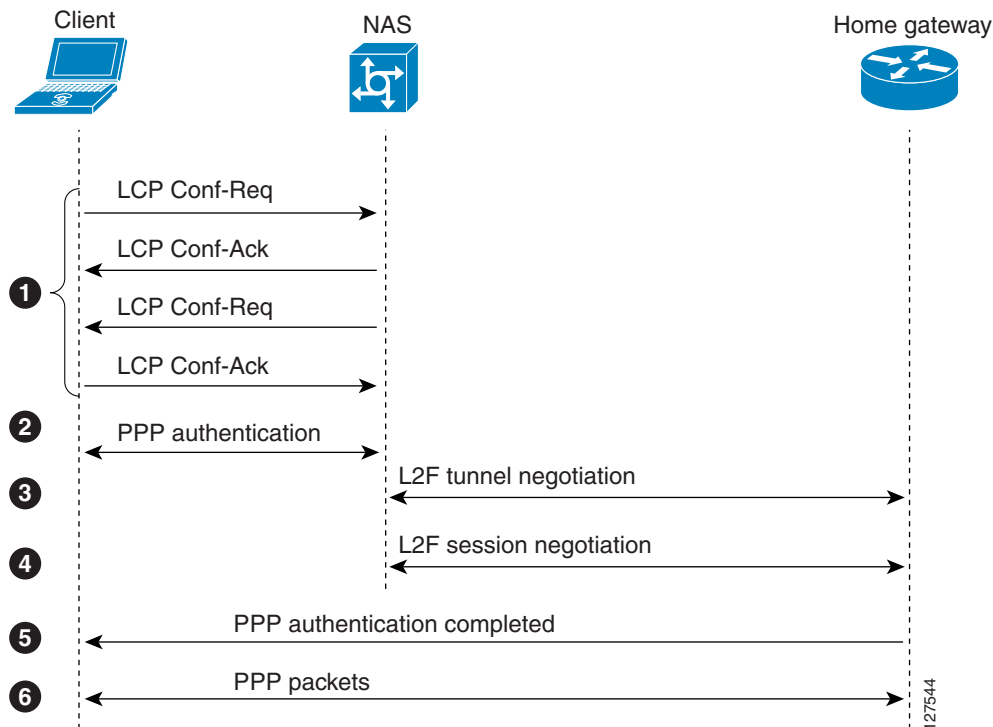 Client
NAS
Home gateway
LCP Conf-Req
LCP Conf-Ack
1
LCP Conf-Req
LCP Conf-Ack
2
PPP authentication
L2F tunnel negotiation
3
L2F session negotiation
4
PPP authentication completed
5
PPP packets
6
127544